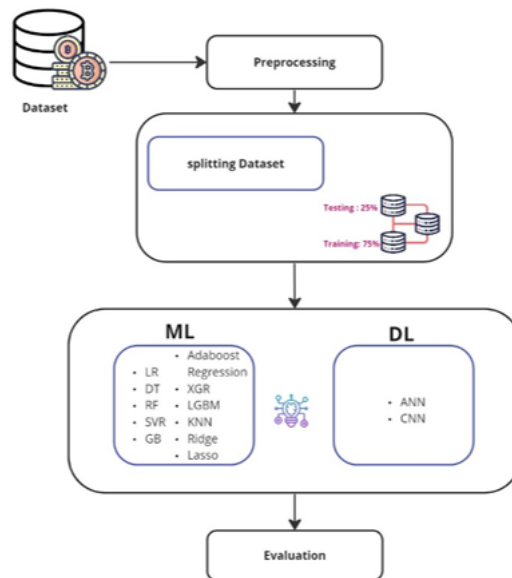 Dataset
Preprocessing
splitting Dataset
Testing : 25%
Training: 75%
ML
• LR
• DT
• RF
• SVR
• GB
• Adaboost
Regression
• XGR
• LGBM
• KNN
• Ridge
• Lasso
DL
• ANN
• CNN
Evaluation